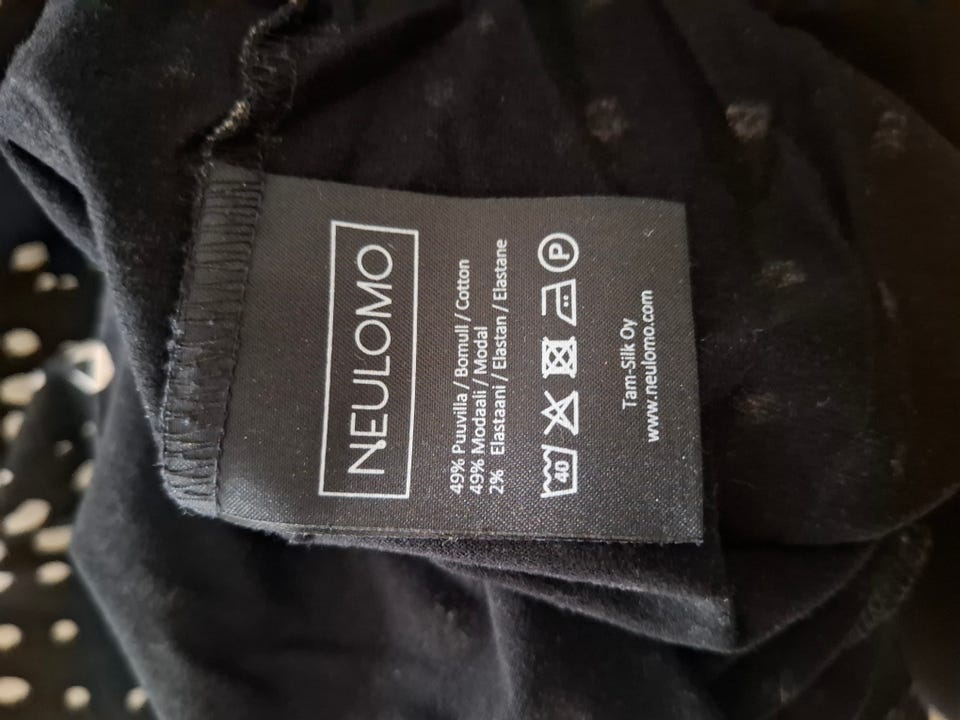 NEULOMO
49% Puuvilla / Bomull / Cotton
49% Modaali / Modal
2% Elastaani / Elastan / Elastane
40 P
Tam-Silk Oy
www.neulomo.com